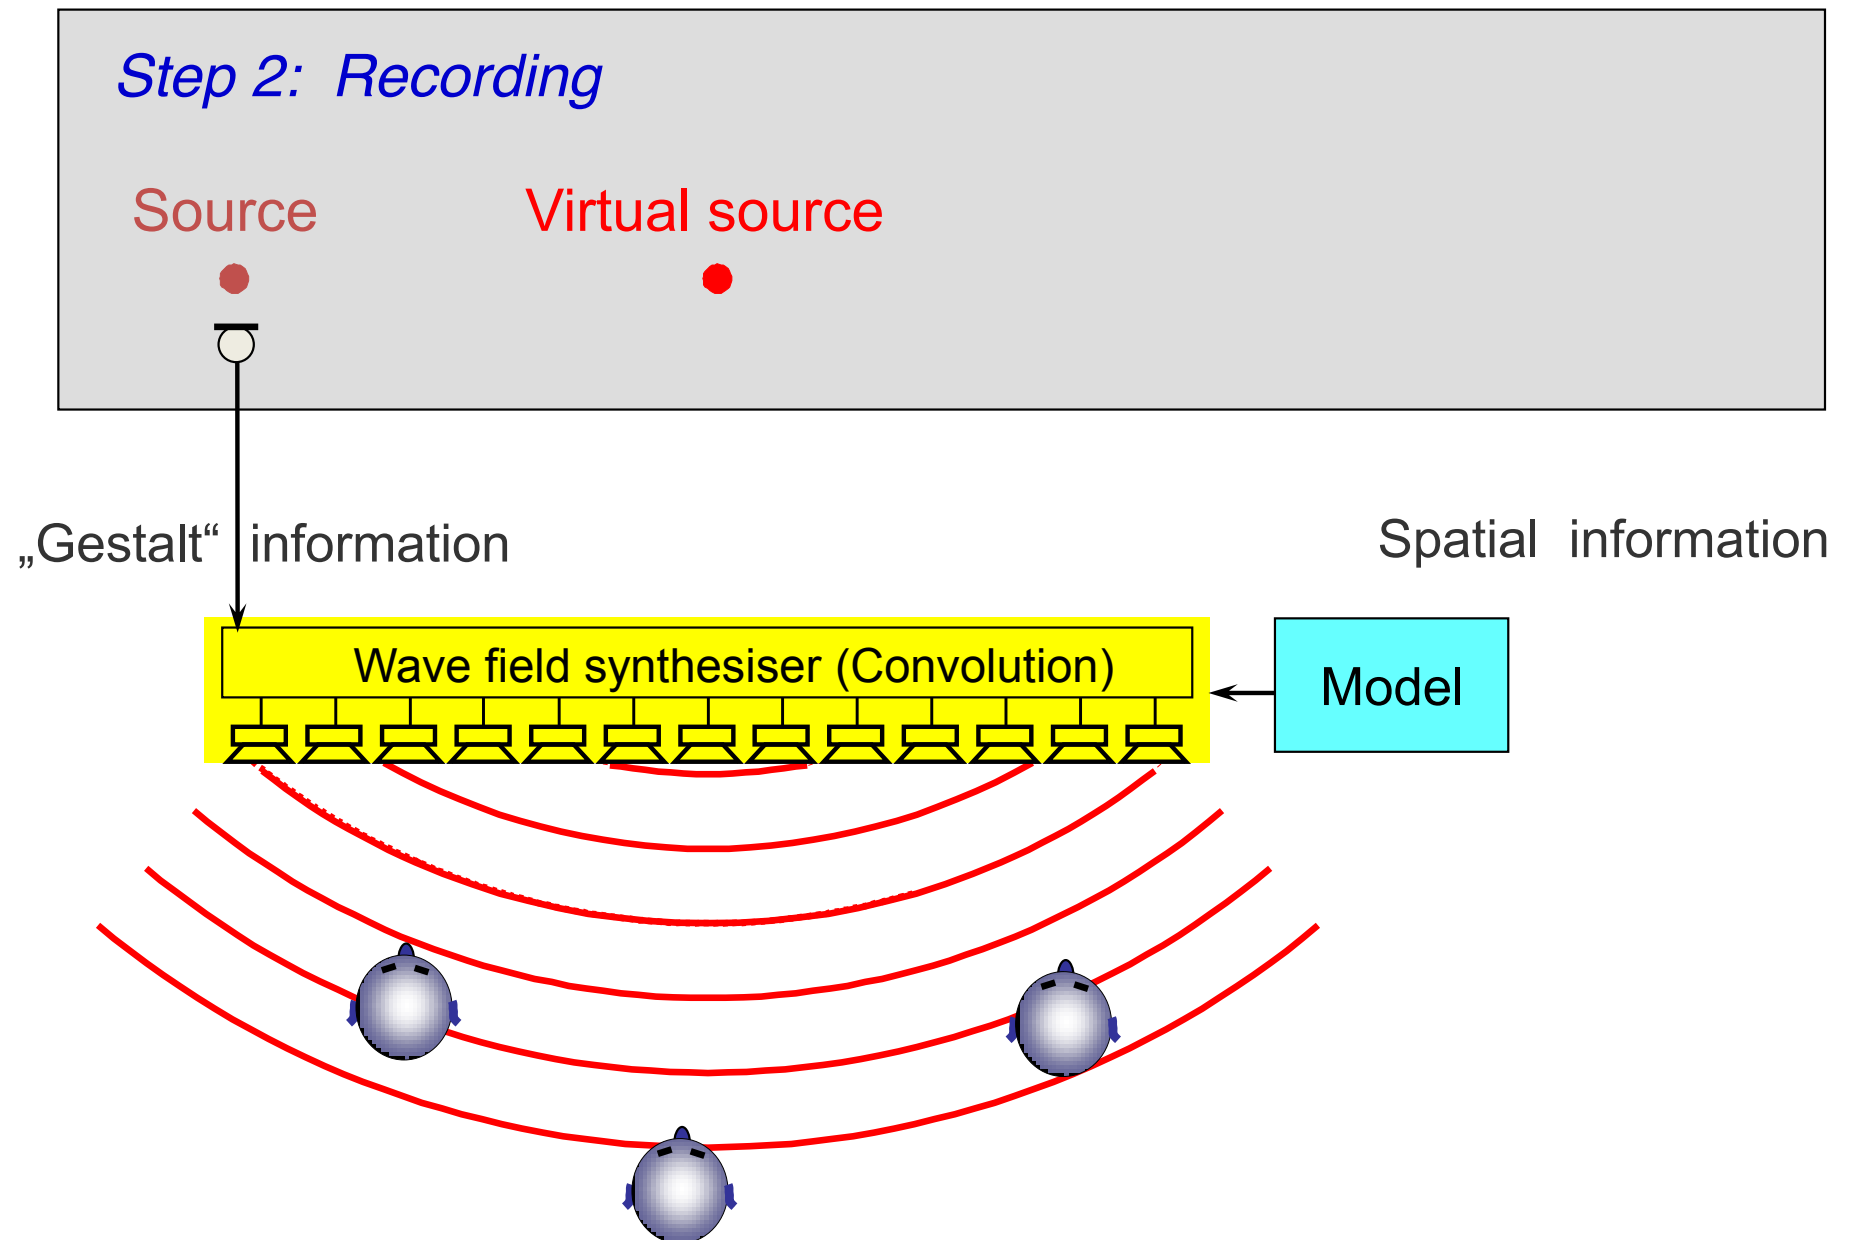 Step 2: Recording
Source
Virtual source
„Gestalt“ information
Spatial information
Wave field synthesiser (Convolution)
Model